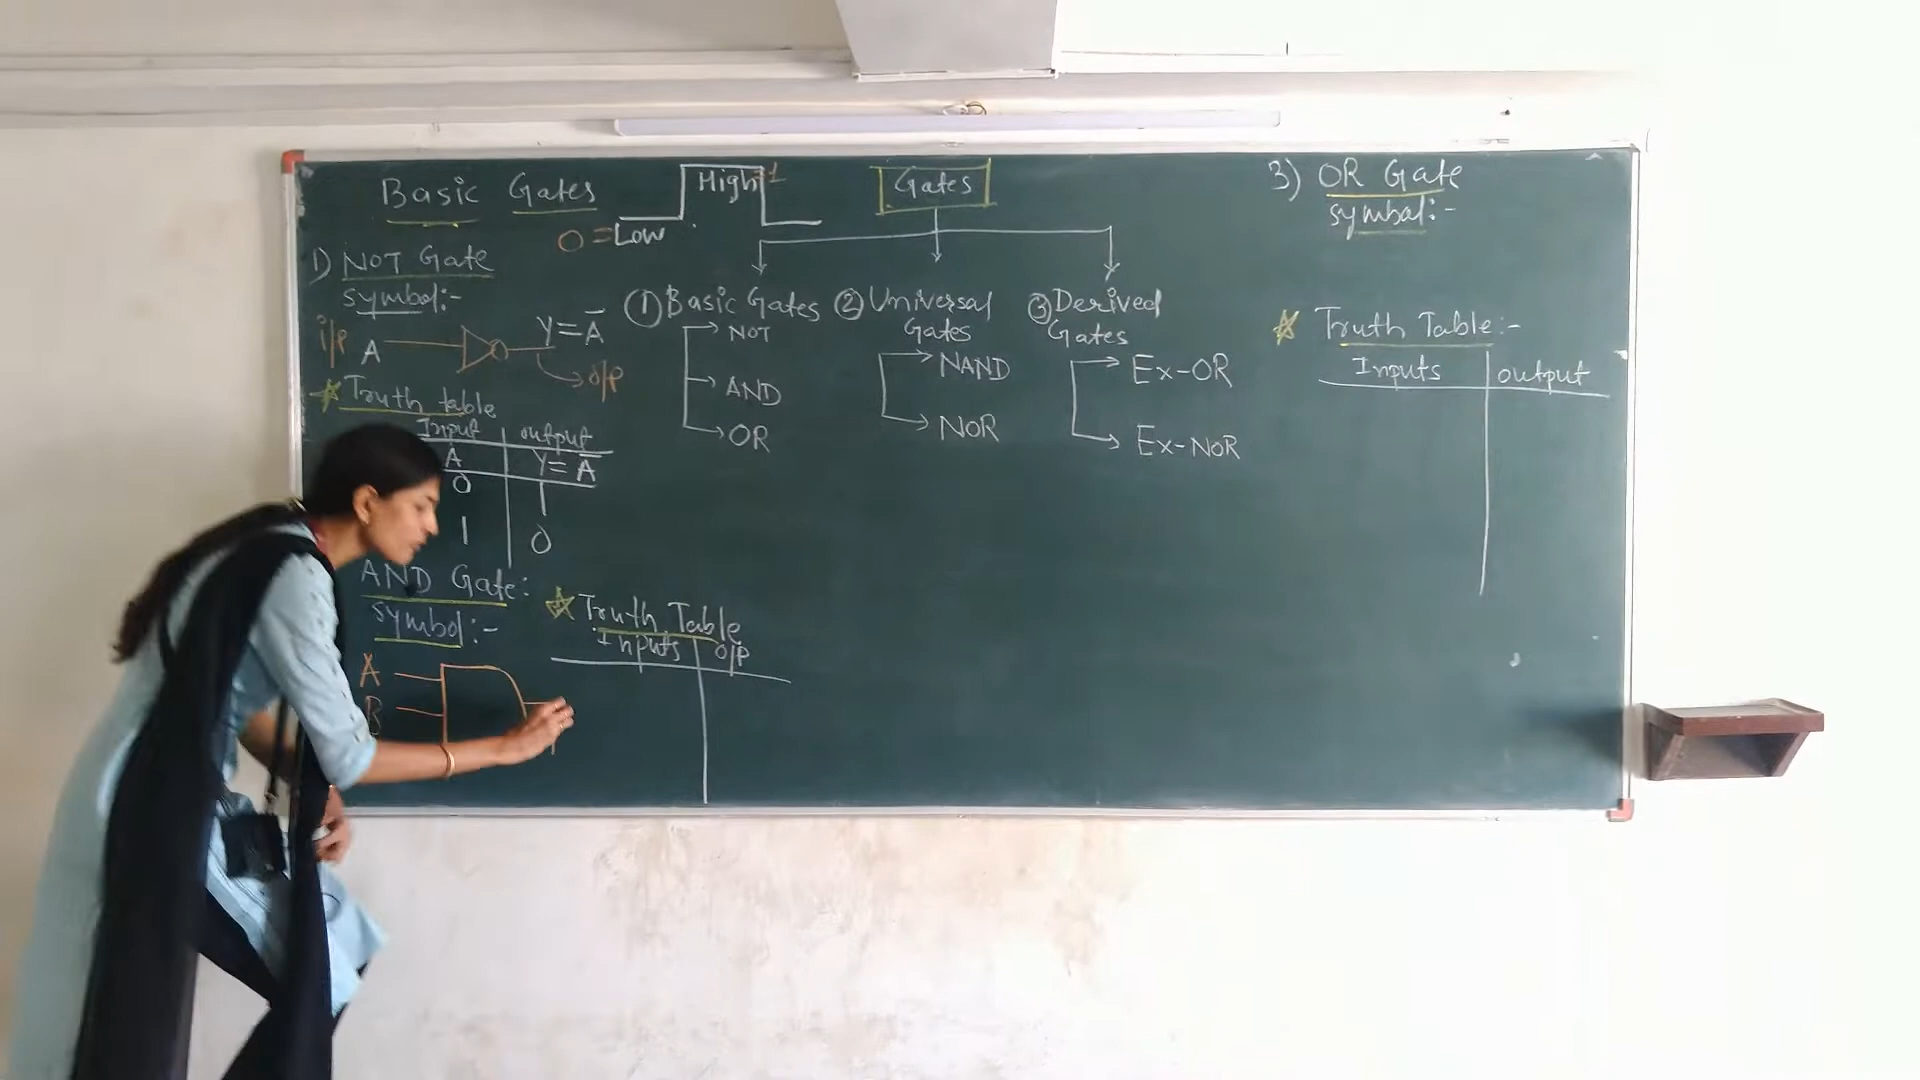 Basic Gates
High =1
0 = Low
1) NOT Gate
symbol:-
i/p
A
Y = A̅
o/p
Truth table
Input output
A Y = A̅
0 1
1 0
AND Gate:
symbol:-
A
B
Truth Table
Inputs O/P
Gates
① Basic Gates
NOT
AND
OR
② Universal
Gates
NAND
NOR
③ Derived
Gates
Ex-OR
Ex-NOR
3) OR Gate
symbol:-
Truth Table:-
Inputs output